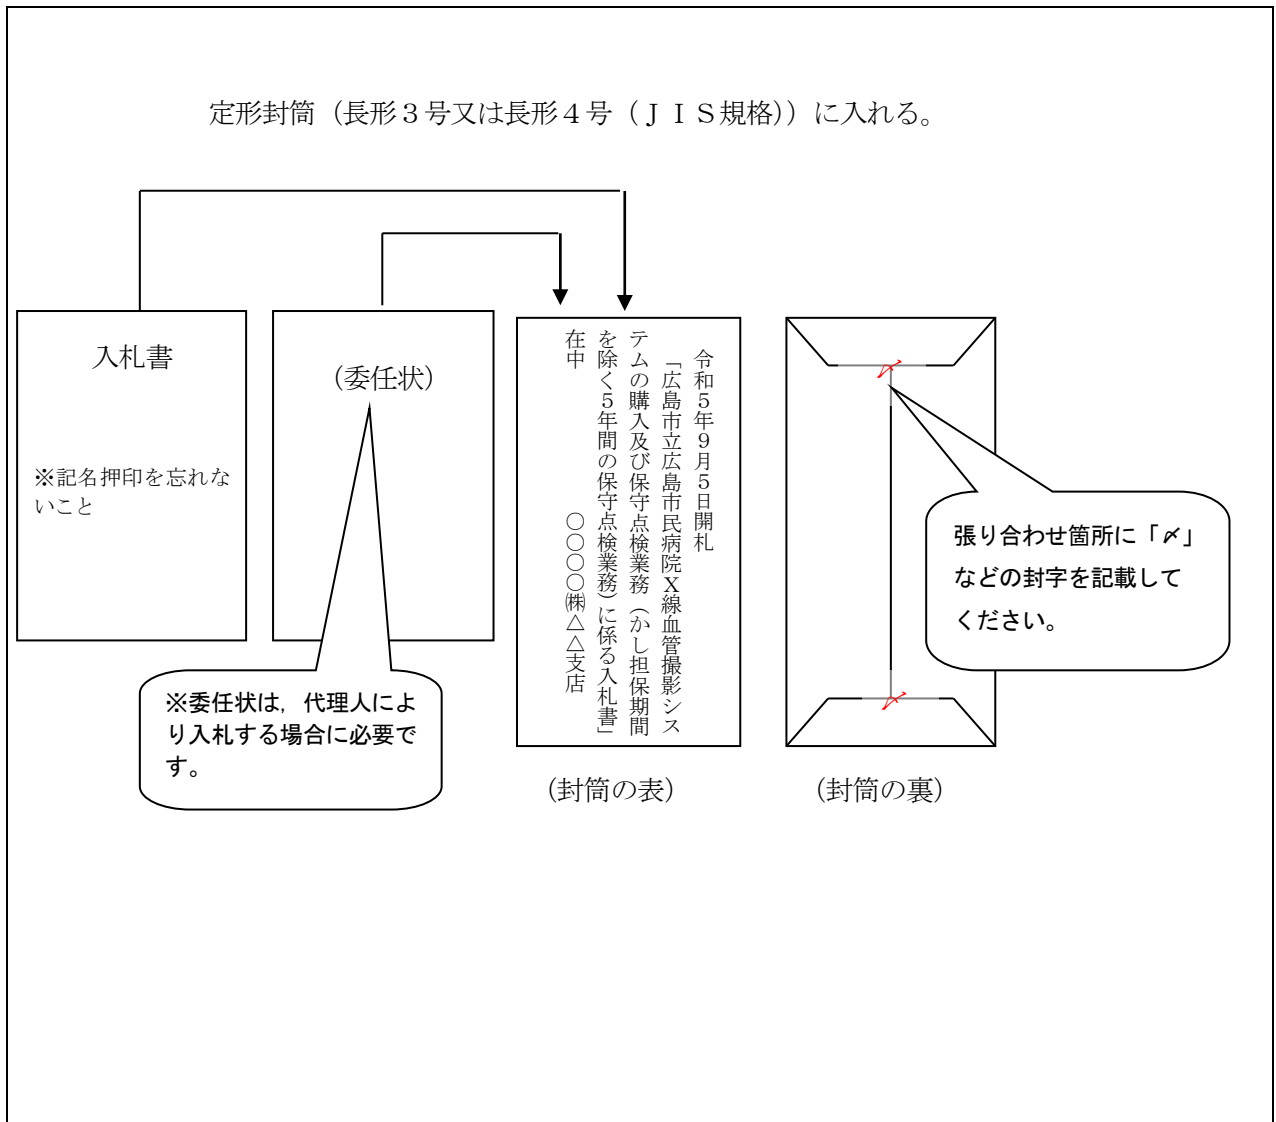 定形封筒（長形３号又は長形４号（ＪＩＳ規格））に入れる。
入札書
※記名押印を忘れな
いこと
（委任状）
※委任状は，代理人によ
り入札する場合に必要で
す。
令和５年９月５日開札
「広島市立広島市民病院Ｘ線血管撮影シス
テムの購入及び保守点検業務（かし担保期間
を除く５年間の保守点検業務）に係る入札書」
在中
〇〇〇〇㈱△△支店
（封筒の表）
〆
〆
張り合わせ箇所に「〆」
などの封字を記載して
ください。
（封筒の裏）